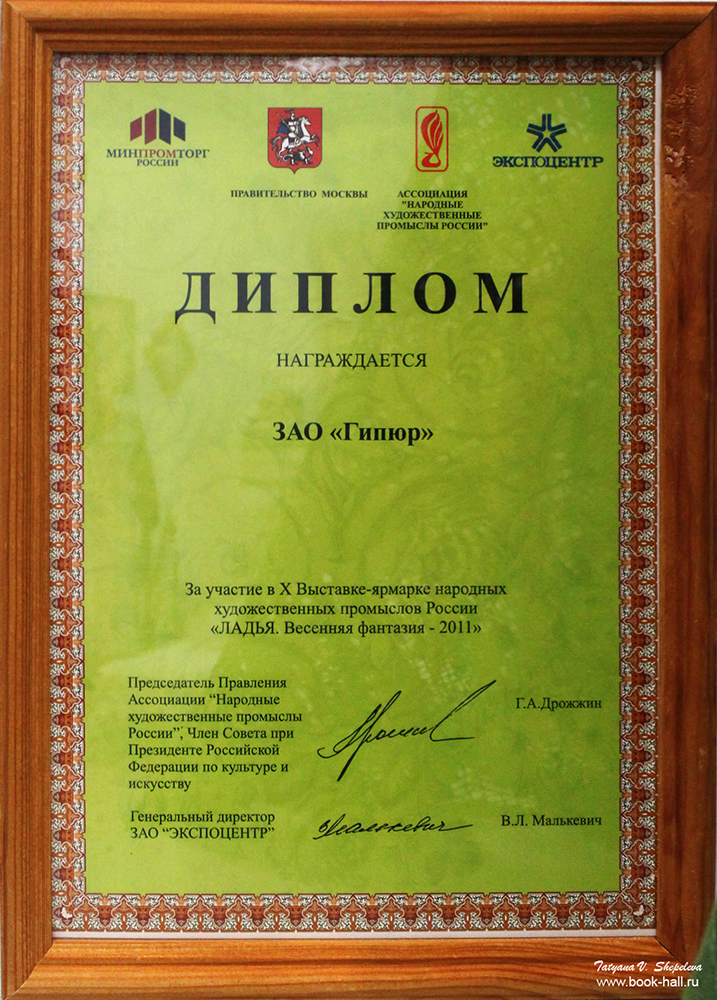 МИНПРОМТОРГ
РОССИИ
ПРАВИТЕЛЬСТВО МОСКВЫ
АССОЦИАЦИЯ
"НАРОДНЫЕ
ХУДОЖЕСТВЕННЫЕ
ПРОМЫСЛЫ РОССИИ"
ЭКСПОЦЕНТР
ДИПЛОМ
НАГРАЖДАЕТСЯ
ЗАО «Гипюр»
За участие в X Выставке-ярмарке народных
художественных промыслов России
«ЛАДЬЯ. Весенняя фантазия - 2011»
Председатель Правления
Ассоциации “Народные
художественные промыслы
России”, Член Совета при
Президенте Российской
Федерации по культуре и
искусству
Г.А.Дрожжин
Генеральный директор
ЗАО “ЭКСПОЦЕНТР”
Малькевич
В.Л. Малькевич
Tatyana V. Shepeleva
www.book-hall.ru